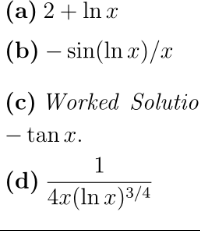 (a) 2 + ln x
(b) − sin(ln x)/x
(c) Worked Solutio
− tan x.
(d) 1 / 4x(ln x)^{3/4}